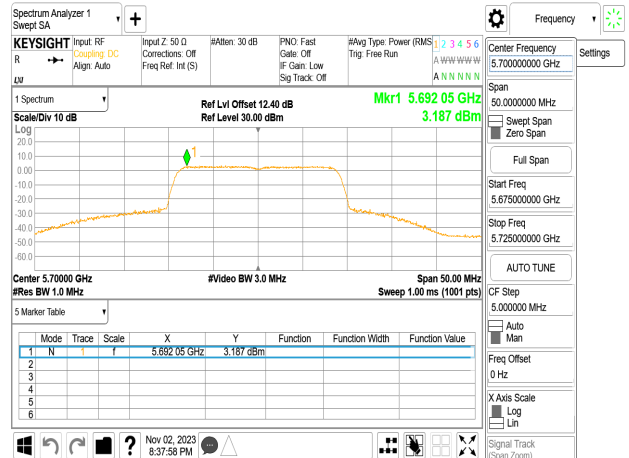 Spectrum Analyzer 1
Swept SA
Frequency
Settings
KEYSIGHT
R
Input: RF
Coupling: DC
Align: Auto
Input Z: 50 Ω
Corrections: Off
Freq Ref: Int (S)
#Atten: 30 dB
PNO: Fast
Gate: Off
IF Gain: Low
Sig Track: Off
#Avg Type: Power (RMS
Trig: Free Run
1 2 3 4 5 6
A W W W W W
A N N N N N
1 Spectrum
Scale/Div 10 dB
Log
Ref Lvl Offset 12.40 dB
Ref Level 30.00 dBm
Mkr1 5.692 05 GHz
3.187 dBm
1
20.0
10.0
0.00
-10.0
-20.0
-30.0
-40.0
-50.0
-60.0
Center 5.70000 GHz
#Res BW 1.0 MHz
#Video BW 3.0 MHz
Span 50.00 MHz
Sweep 1.00 ms (1001 pts)
5 Marker Table
Mode Trace Scale X Y Function Function Width Function Value
1 N 1 f 5.692 05 GHz 3.187 dBm
2
3
4
5
6
Nov 02, 2023
8:37:58 PM
Center Frequency
5.700000000 GHz
Span
50.0000000 MHz
Swept Span
Zero Span
Full Span
Start Freq
5.675000000 GHz
Stop Freq
5.725000000 GHz
AUTO TUNE
CF Step
5.000000 MHz
Auto
Man
Freq Offset
0 Hz
X Axis Scale
Log
Lin
Signal Track
(Span Zoom)